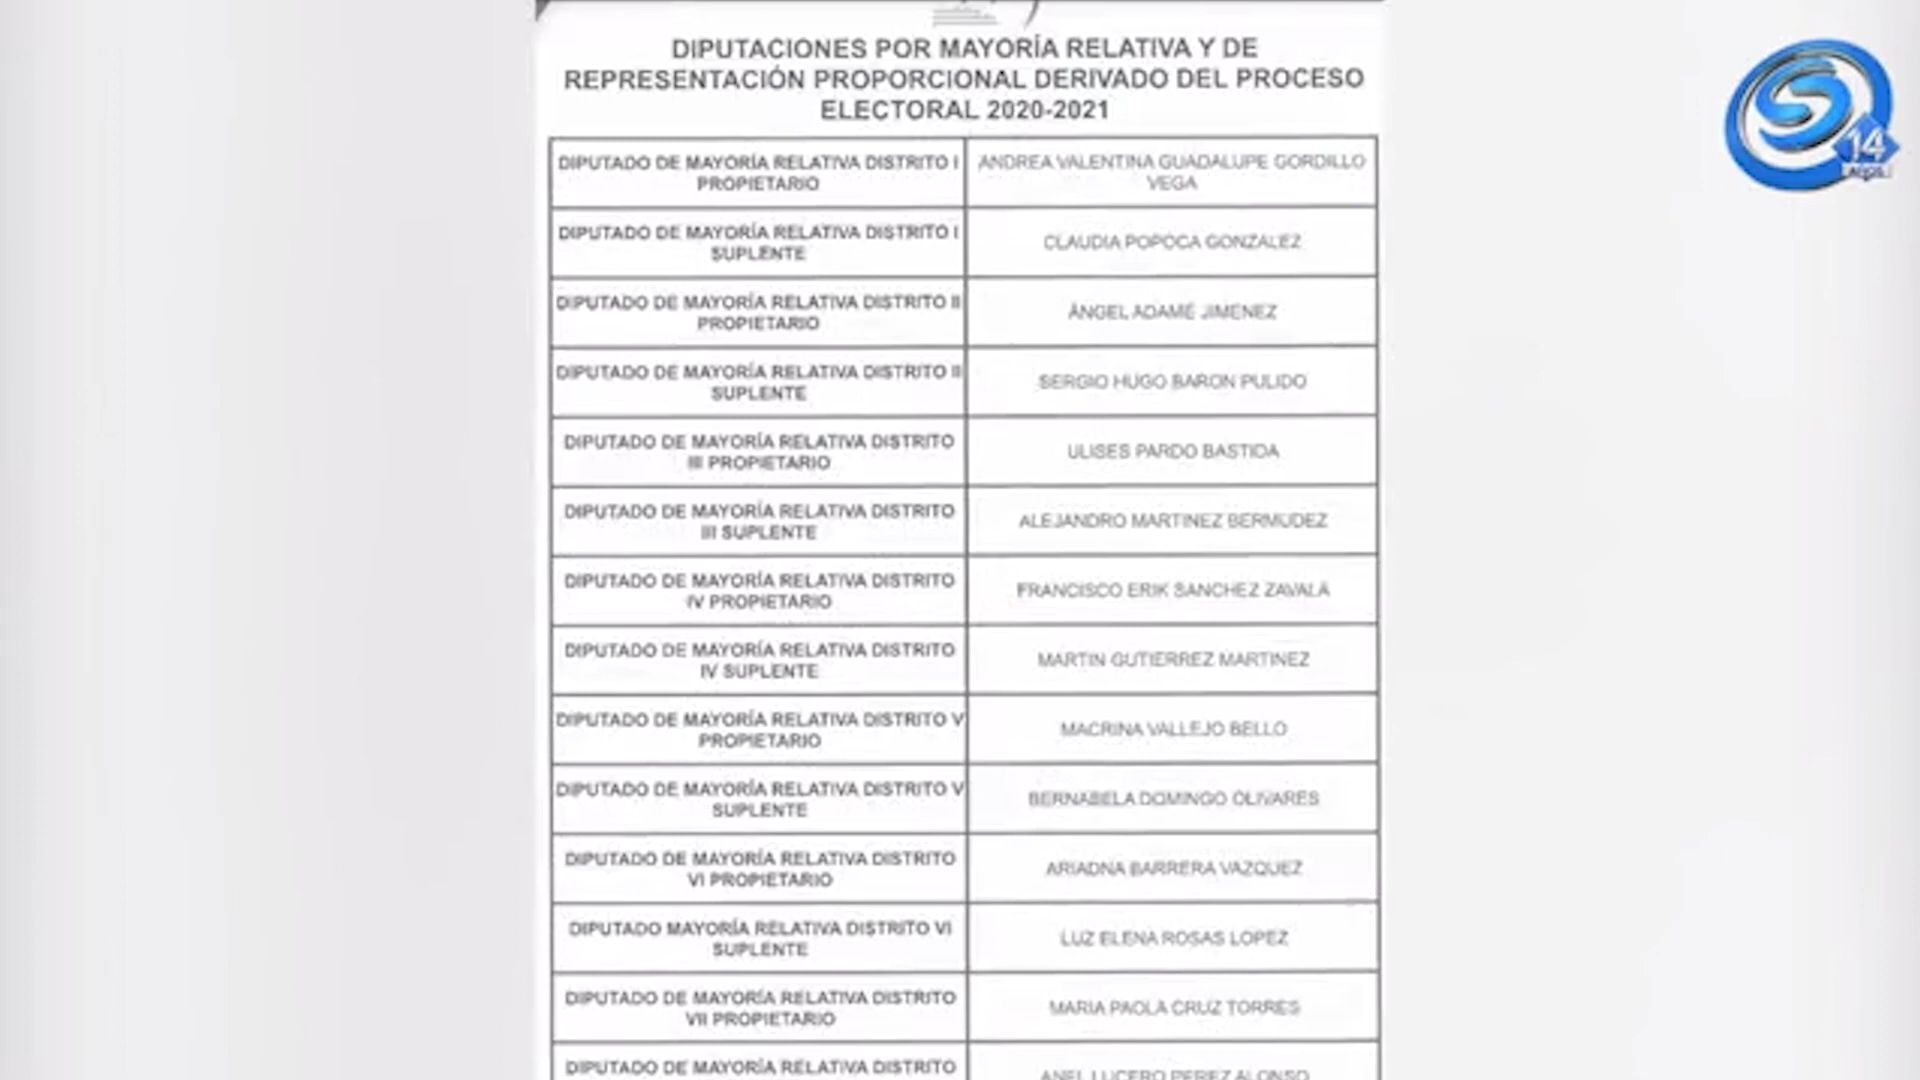 DIPUTACIONES POR MAYORÍA RELATIVA Y DE
REPRESENTACIÓN PROPORCIONAL DERIVADO DEL PROCESO
ELECTORAL 2020-2021
DIPUTADO DE MAYORÍA RELATIVA DISTRITO I
PROPIETARIO
ANDREA VALENTINA GUADALUPE GORDILLO
VEGA
DIPUTADO DE MAYORÍA RELATIVA DISTRITO I
SUPLENTE
CLAUDIA POPOCA GONZALEZ
DIPUTADO DE MAYORÍA RELATIVA DISTRITO II
PROPIETARIO
ÁNGEL ADAME JIMENEZ
DIPUTADO DE MAYORÍA RELATIVA DISTRITO II
SUPLENTE
SERGIO HUGO BARON PULIDO
DIPUTADO DE MAYORÍA RELATIVA DISTRITO
III PROPIETARIO
ULISES PARDO BASTIDA
DIPUTADO DE MAYORÍA RELATIVA DISTRITO
III SUPLENTE
ALEJANDRO MARTINEZ BERMUDEZ
DIPUTADO DE MAYORÍA RELATIVA DISTRITO
IV PROPIETARIO
FRANCISCO ERIK SANCHEZ ZAVALA
DIPUTADO DE MAYORÍA RELATIVA DISTRITO
IV SUPLENTE
MARTIN GUTIERREZ MARTINEZ
DIPUTADO DE MAYORÍA RELATIVA DISTRITO V
PROPIETARIO
MACRINA VALLEJO BELLO
DIPUTADO DE MAYORÍA RELATIVA DISTRITO V
SUPLENTE
BERNABELA DOMINGO OLIVARES
DIPUTADO DE MAYORÍA RELATIVA DISTRITO
VI PROPIETARIO
ARIADNA BARRERA VAZQUEZ
DIPUTADO MAYORÍA RELATIVA DISTRITO VI
SUPLENTE
LUZ ELENA ROSAS LOPEZ
DIPUTADO DE MAYORÍA RELATIVA DISTRITO
VII PROPIETARIO
MARIA PAOLA CRUZ TORRES
DIPUTADO DE MAYORÍA RELATIVA DISTRITO
ANEL LUCERO PEREZ ALONSO
14